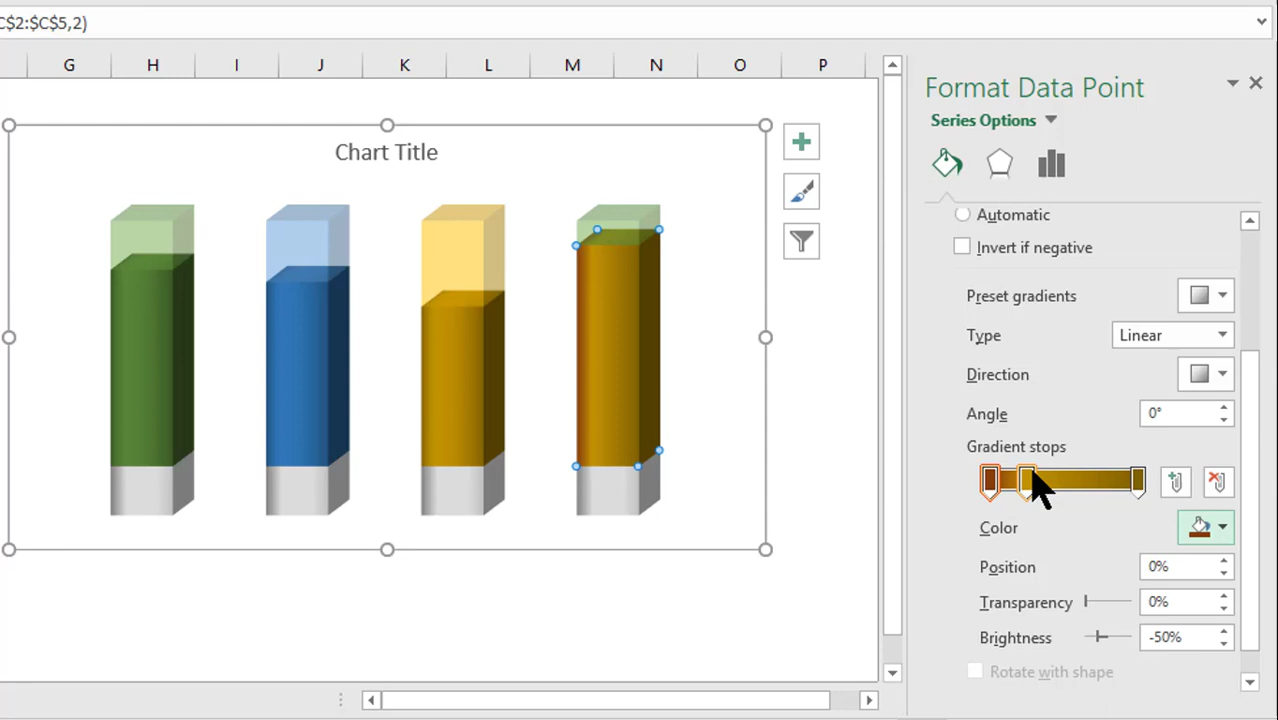 C$2:$C$5,2)
G H I J K L M N O P
Chart Title
Format Data Point
Series Options
Automatic
Invert if negative
Preset gradients
Type Linear
Direction
Angle 0°
Gradient stops
Color
Position 0%
Transparency 0%
Brightness -50%
Rotate with shape